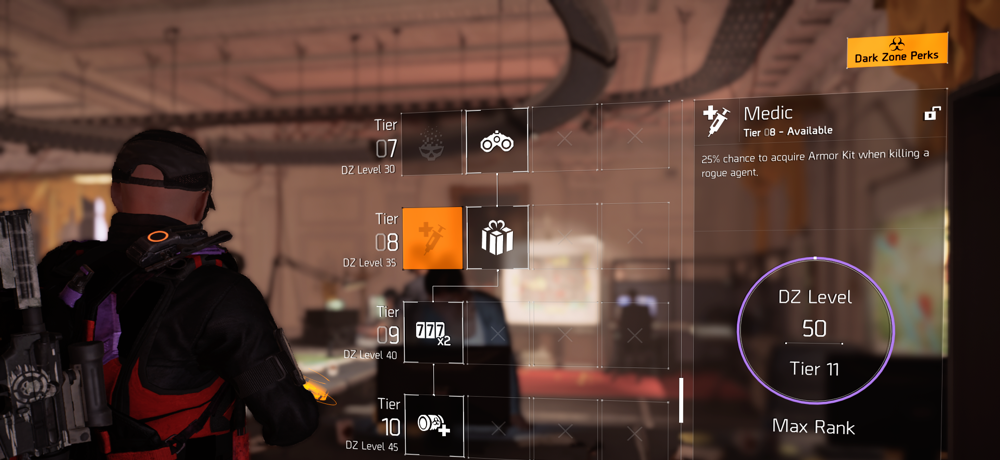 Dark Zone Perks
Tier
07
DZ Level 30
Tier
08
DZ Level 35
Tier
09
DZ Level 40
777
x2
Tier
10
DZ Level 45
Medic
Tier 08 - Available
25% chance to acquire Armor Kit when killing a
rogue agent.
DZ Level
50
Tier 11
Max Rank